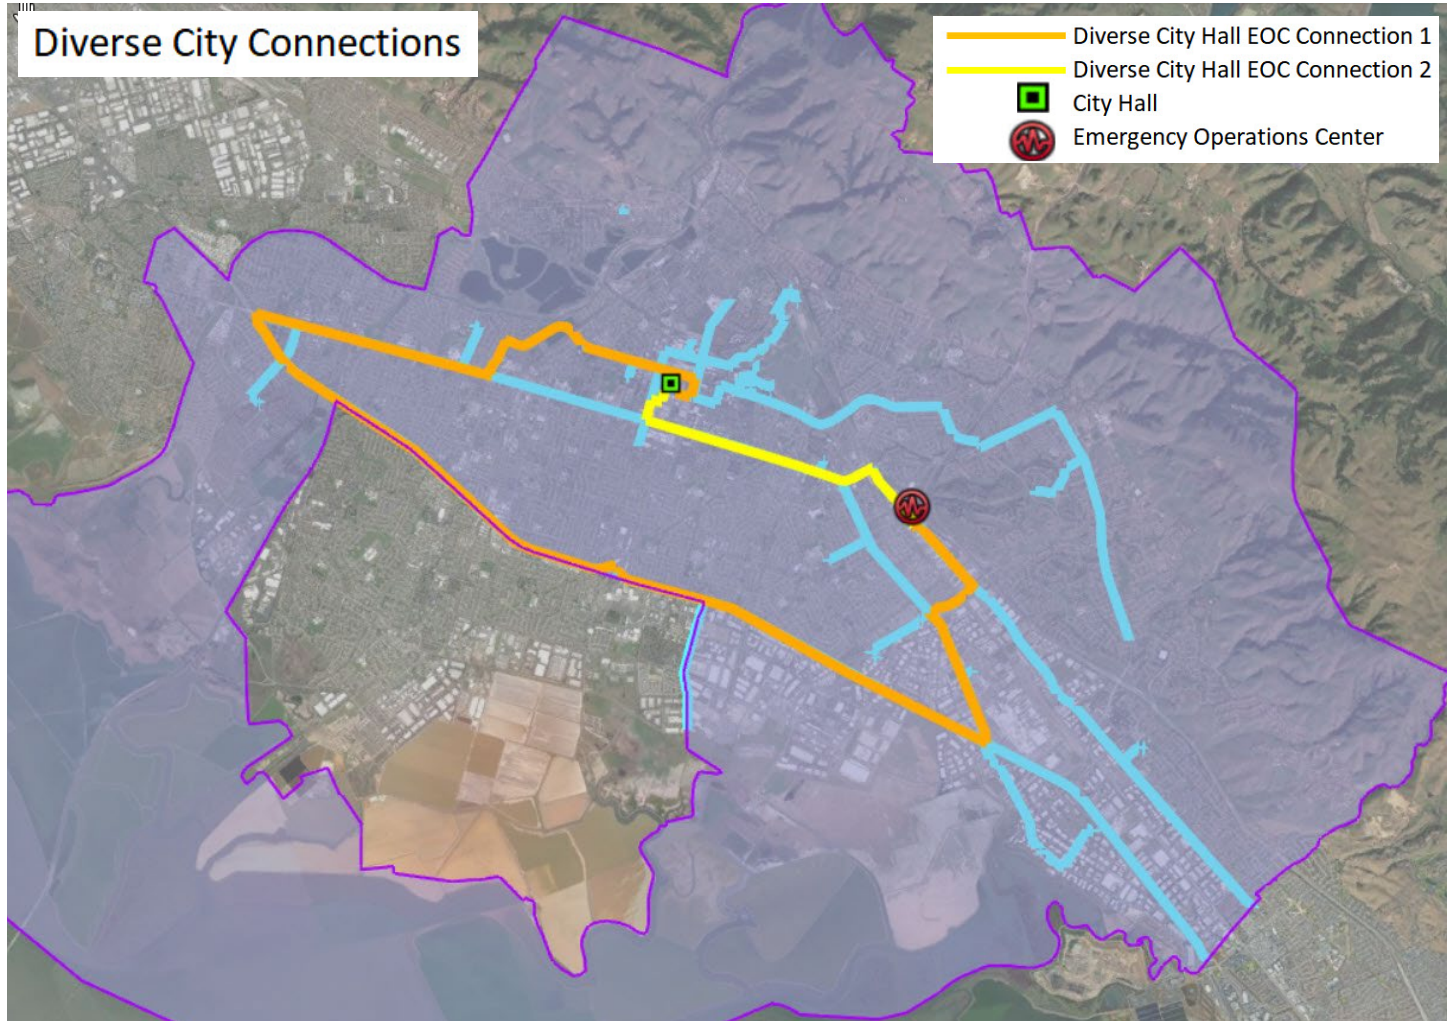 Diverse City Connections
Diverse City Hall EOC Connection 1
Diverse City Hall EOC Connection 2
City Hall
Emergency Operations Center